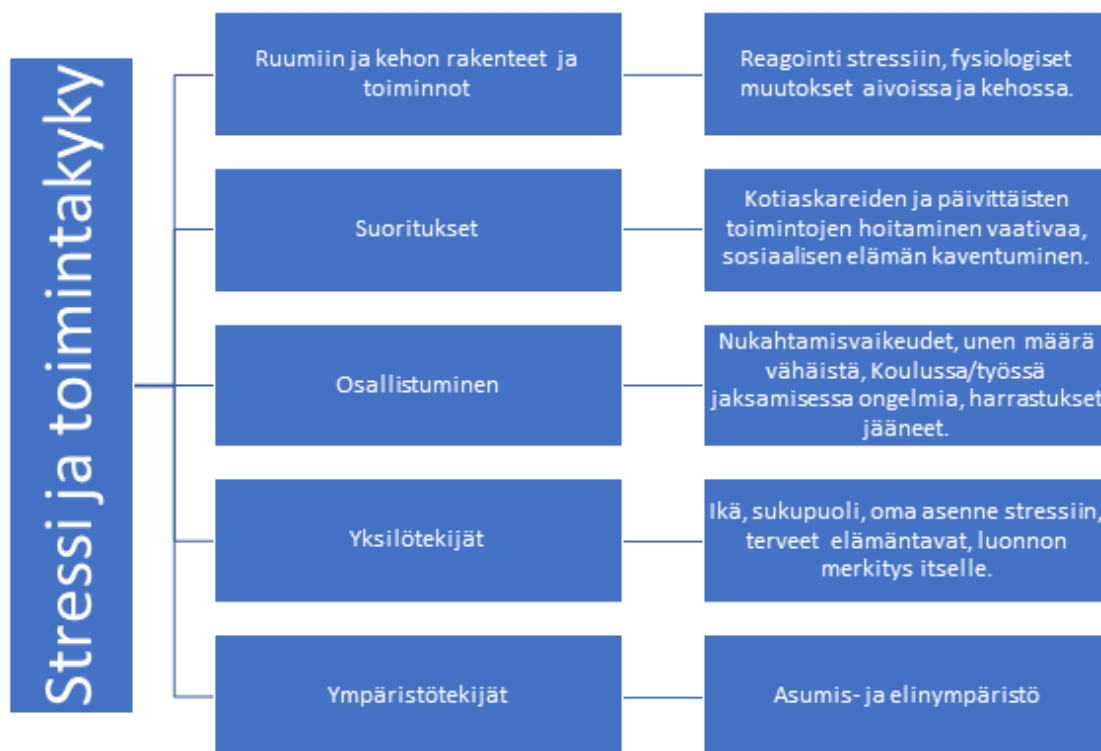 Stressi ja toimintakyky
Ruumiin ja kehon rakenteet ja
toiminnot
Reagointi stressiin, fysiologiset
muutokset aivoissa ja kehossa.
Suoritukset
Kotiaskareiden ja päivittäisten
toimintojen hoitaminen vaativaa,
sosiaalisen elämän kaventuminen.
Osallistuminen
Nukahtamisvaikeudet, unen määrä
vähäistä, Koulussa/työssä
jaksamisessa ongelmia, harrastukset
jääneet.
Yksilötekijät
Ikä, sukupuoli, oma asenne stressiin,
terveet elämäntavat, luonnon
merkitys itselle.
Ympäristötekijät
Asumis- ja elinympäristö